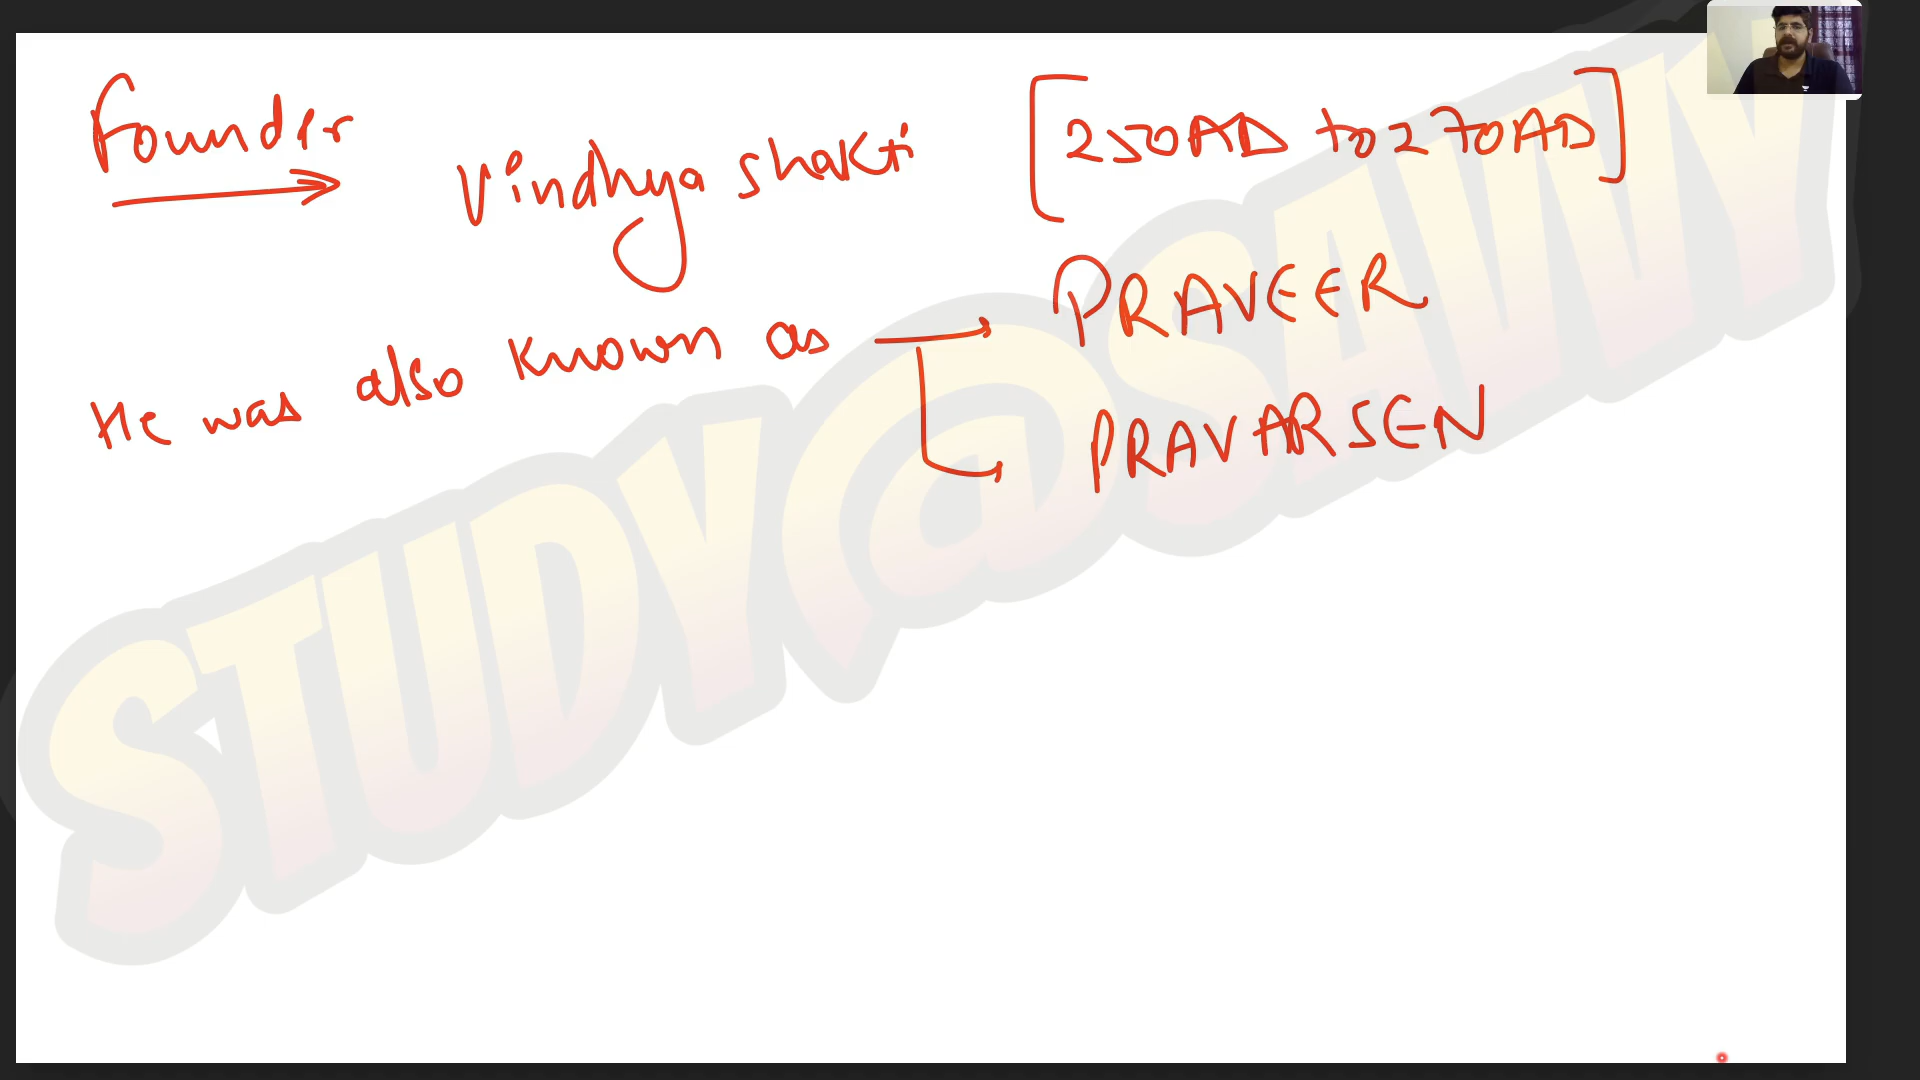 Founder Vindhya shakti [250AD to 270AD]
He was also known as PRAVEER
PRAVARSEN
STUDY@SAVVY